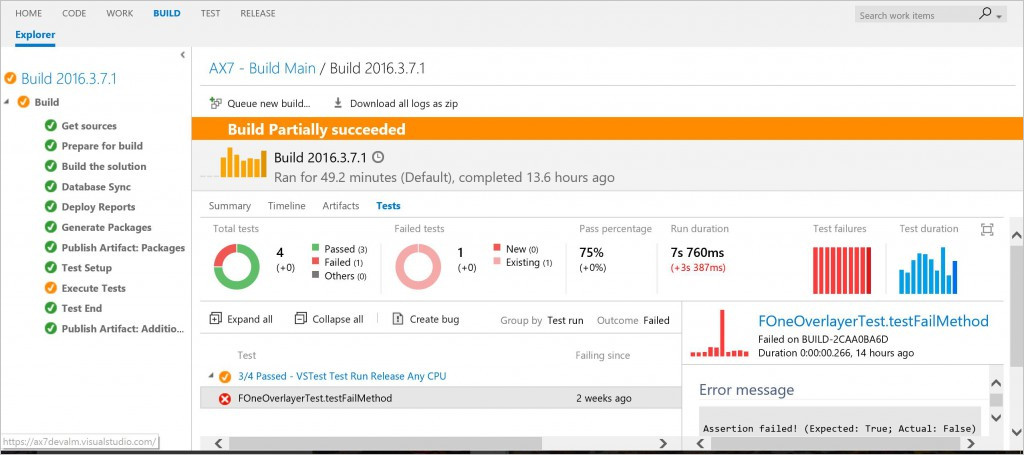 HOME CODE WORK BUILD TEST RELEASE
Search work items
Explorer
Build 2016.3.7.1
Build
Get sources
Prepare for build
Build the solution
Database Sync
Deploy Reports
Generate Packages
Publish Artifact: Packages
Test Setup
Execute Tests
Test End
Publish Artifact: Additio...
https://ax7devalm.visualstudio.com/
AX7 - Build Main / Build 2016.3.7.1
Queue new build... Download all logs as zip
Build Partially succeeded
Build 2016.3.7.1
Ran for 49.2 minutes (Default), completed 13.6 hours ago
Summary Timeline Artifacts Tests
Total tests
4
(+0)
Passed (3)
Failed (1)
Others (0)
Failed tests
1
(+0)
New (0)
Existing (1)
Pass percentage
75%
(+0%)
Run duration
7s 760ms
(+3s 387ms)
Test failures
Test duration
Expand all Collapse all Create bug Group by Test run Outcome Failed
Test Failing since
3/4 Passed - VSTest Test Run Release Any CPU
FOneOverlayerTest.testFailMethod 2 weeks ago
FOneOverlayerTest.testFailMethod
Failed on BUILD-2CAA0BA6D
Duration 0:00:00.266, 14 hours ago
Error message
Assertion failed! (Expected: True; Actual: False)